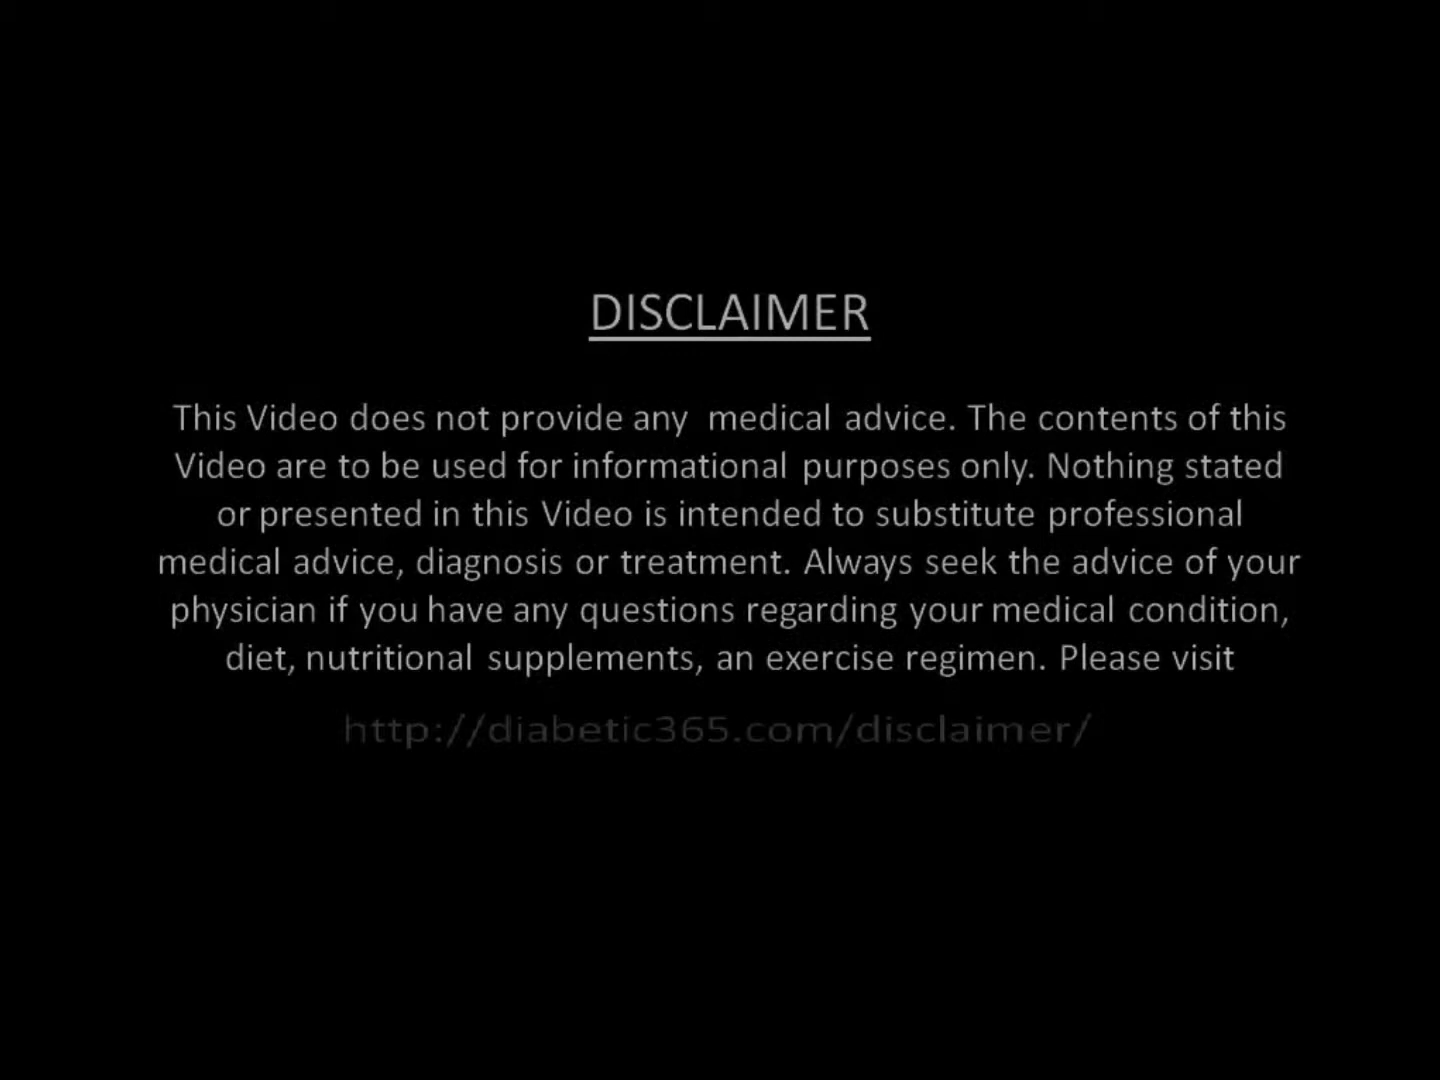 DISCLAIMER
This Video does not provide any medical advice. The contents of this
Video are to be used for informational purposes only. Nothing stated
or presented in this Video is intended to substitute professional
medical advice, diagnosis or treatment. Always seek the advice of your
physician if you have any questions regarding your medical condition,
diet, nutritional supplements, an exercise regimen. Please visit
http://diabetic365.com/disclaimer/